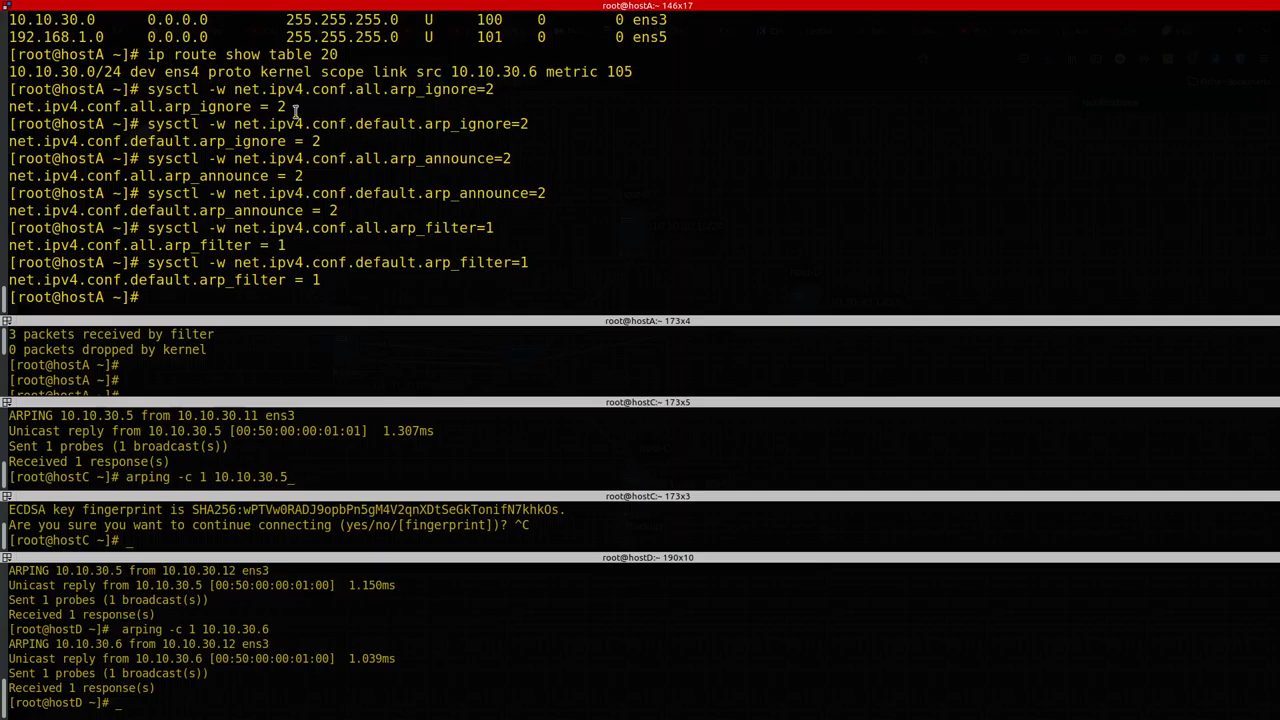 root@hostA:~ 146x17
10.10.30.0      0.0.0.0         255.255.255.0   U     100    0        0 ens3
192.168.1.0     0.0.0.0         255.255.255.0   U     101    0        0 ens5
[root@hostA ~]# ip route show table 20
10.10.30.0/24 dev ens4 proto kernel scope link src 10.10.30.6 metric 105
[root@hostA ~]# sysctl -w net.ipv4.conf.all.arp_ignore=2
net.ipv4.conf.all.arp_ignore = 2
[root@hostA ~]# sysctl -w net.ipv4.conf.default.arp_ignore=2
net.ipv4.conf.default.arp_ignore = 2
[root@hostA ~]# sysctl -w net.ipv4.conf.all.arp_announce=2
net.ipv4.conf.all.arp_announce = 2
[root@hostA ~]# sysctl -w net.ipv4.conf.default.arp_announce=2
net.ipv4.conf.default.arp_announce = 2
[root@hostA ~]# sysctl -w net.ipv4.conf.all.arp_filter=1
net.ipv4.conf.all.arp_filter = 1
[root@hostA ~]# sysctl -w net.ipv4.conf.default.arp_filter=1
net.ipv4.conf.default.arp_filter = 1
[root@hostA ~]#
root@hostA:~ 173x4
3 packets received by filter
0 packets dropped by kernel
[root@hostA ~]#
[root@hostA ~]#
[root@hostA ~]#
root@hostC:~ 173x5
ARPING 10.10.30.5 from 10.10.30.11 ens3
Unicast reply from 10.10.30.5 [00:50:00:00:01:01]  1.307ms
Sent 1 probes (1 broadcast(s))
Received 1 response(s)
[root@hostC ~]# arping -c 1 10.10.30.5_
root@hostC:~ 173x3
ECDSA key fingerprint is SHA256:wPTVw0RADJ9opbPn5gM4V2qnXDtSeGkTonifN7khkOs.
Are you sure you want to continue connecting (yes/no/[fingerprint])? ^C
[root@hostC ~]# _
root@hostD:~ 190x10
ARPING 10.10.30.5 from 10.10.30.12 ens3
Unicast reply from 10.10.30.5 [00:50:00:00:01:00]  1.150ms
Sent 1 probes (1 broadcast(s))
Received 1 response(s)
[root@hostD ~]#  arping -c 1 10.10.30.6
ARPING 10.10.30.6 from 10.10.30.12 ens3
Unicast reply from 10.10.30.6 [00:50:00:00:01:00]  1.039ms
Sent 1 probes (1 broadcast(s))
Received 1 response(s)
[root@hostD ~]# _